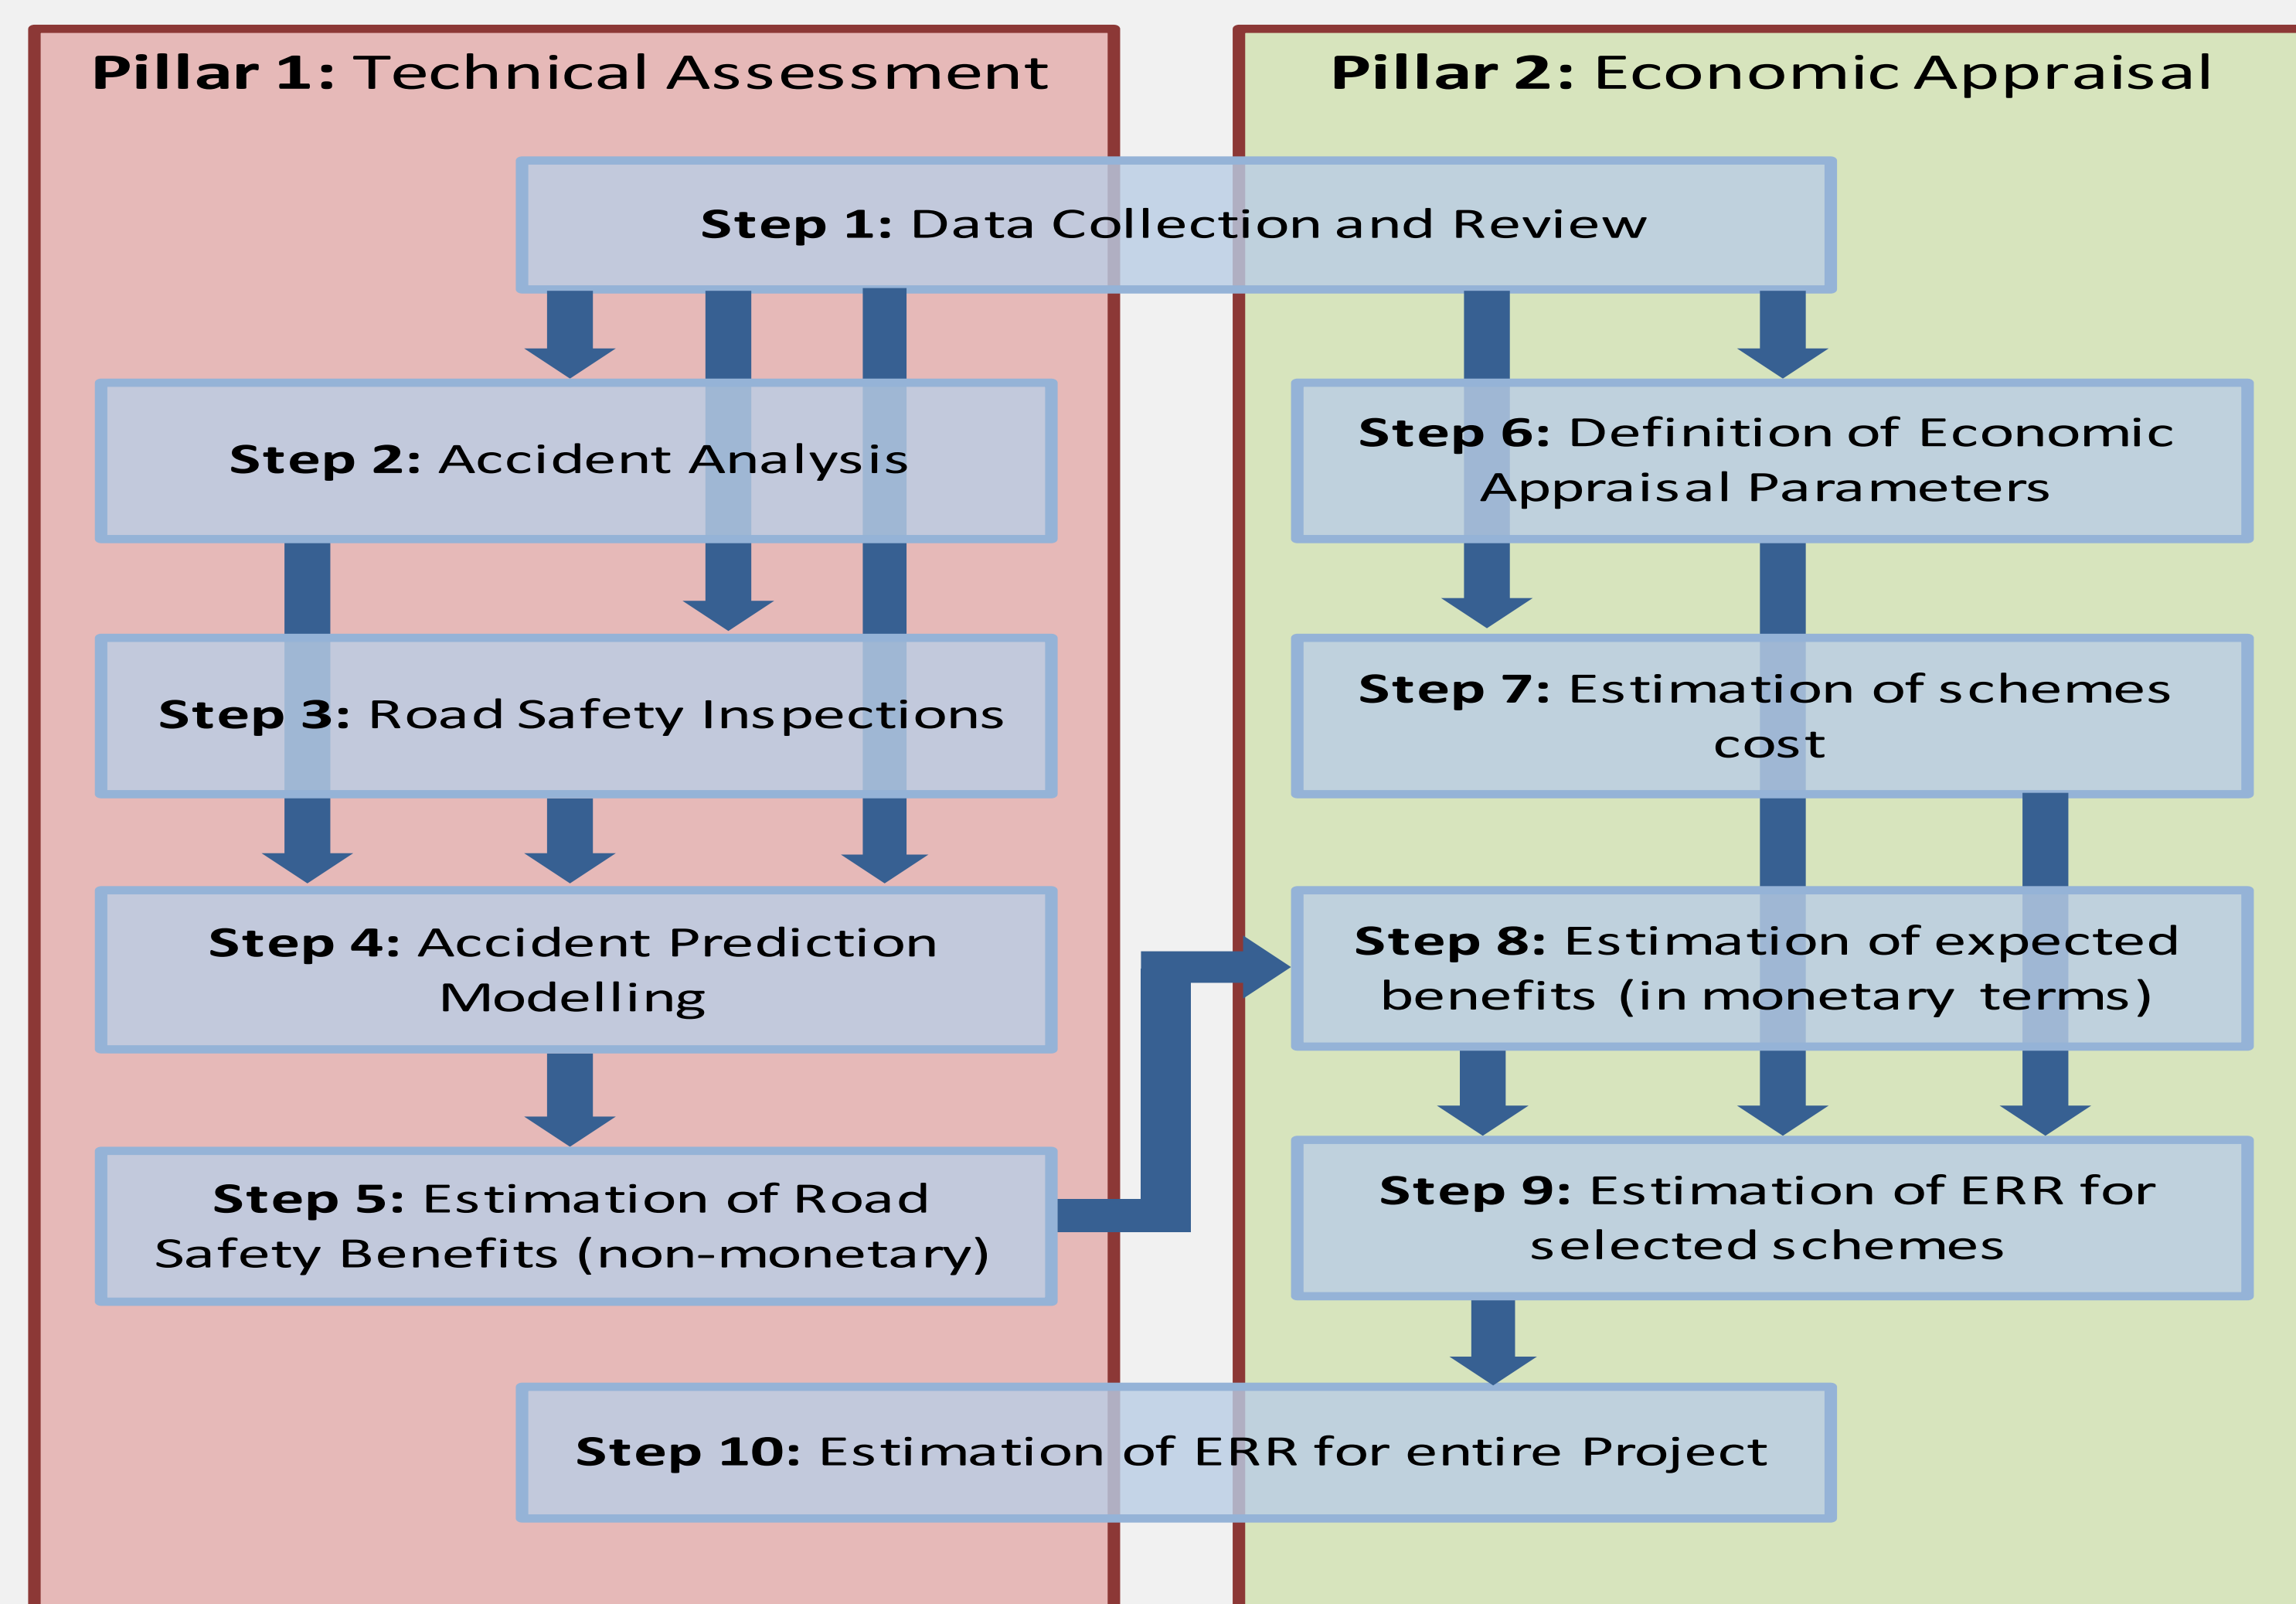 Pillar 1: Technical Assessment
Pillar 2: Economic Appraisal
Step 1: Data Collection and Review
Step 2: Accident Analysis
Step 3: Road Safety Inspections
Step 4: Accident Prediction
Modelling
Step 5: Estimation of Road
Safety Benefits (non-monetary)
Step 6: Definition of Economic
Appraisal Parameters
Step 7: Estimation of schemes
cost
Step 8: Estimation of expected
benefits (in monetary terms)
Step 9: Estimation of ERR for
selected schemes
Step 10: Estimation of ERR for entire Project